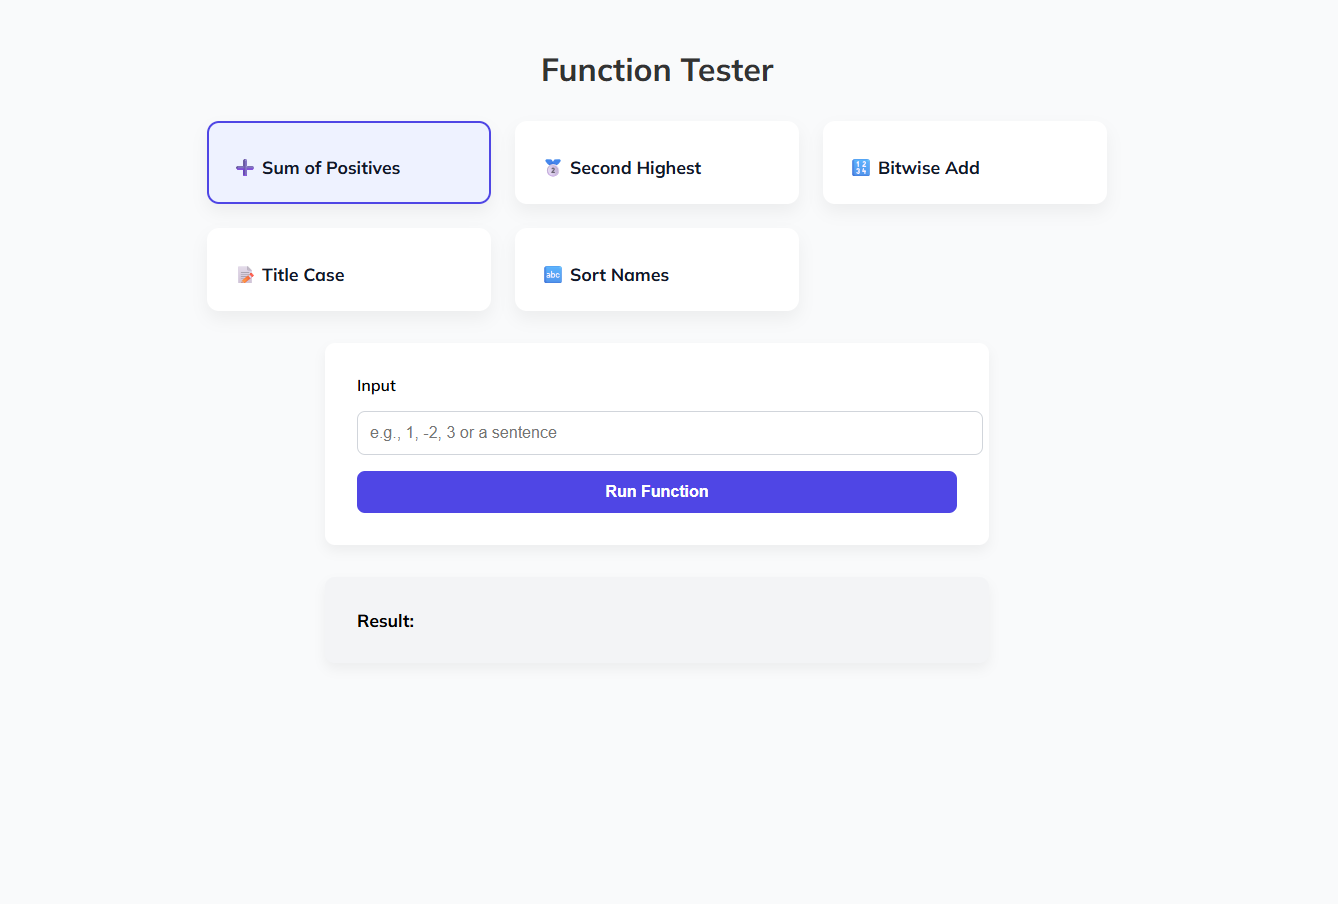 Function Tester
Sum of Positives
Second Highest
Bitwise Add
Title Case
Sort Names
Input
e.g., 1, -2, 3 or a sentence
Run Function
Result: